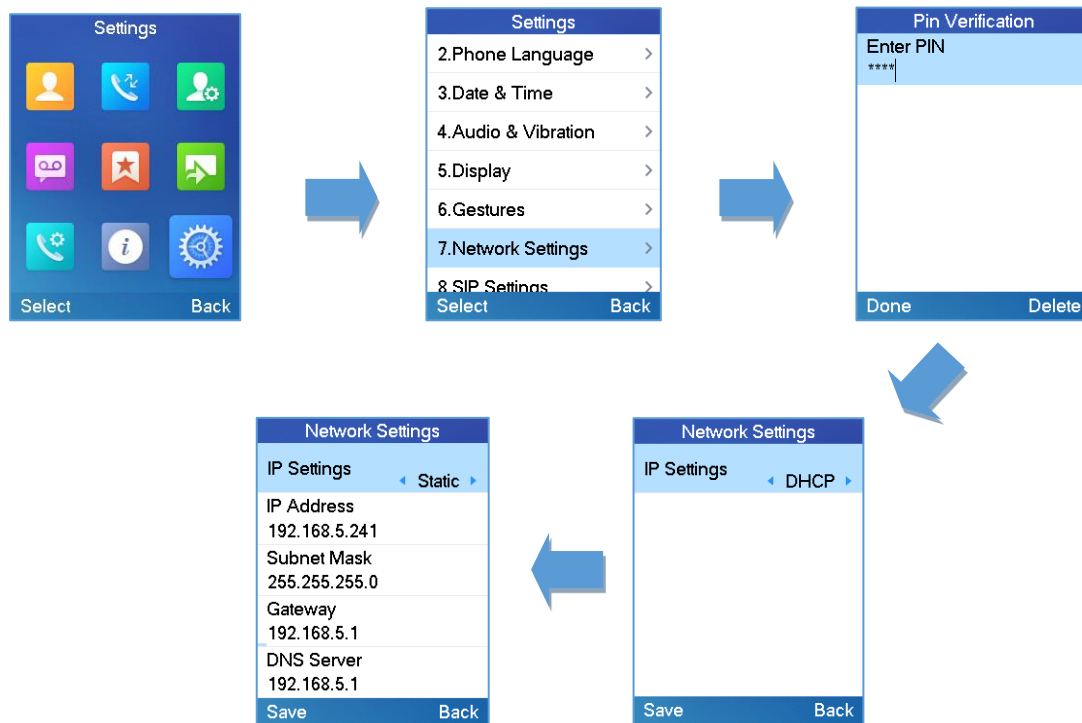 Settings
Select Back
Settings
2.Phone Language
3.Date & Time
4.Audio & Vibration
5.Display
6.Gestures
7.Network Settings
8 SIP Settings
Select Back
Pin Verification
Enter PIN
****
Done Delete
Network Settings
IP Settings
DHCP
Save Back
Network Settings
IP Settings
Static
IP Address
192.168.5.241
Subnet Mask
255.255.255.0
Gateway
192.168.5.1
DNS Server
192.168.5.1
Save Back